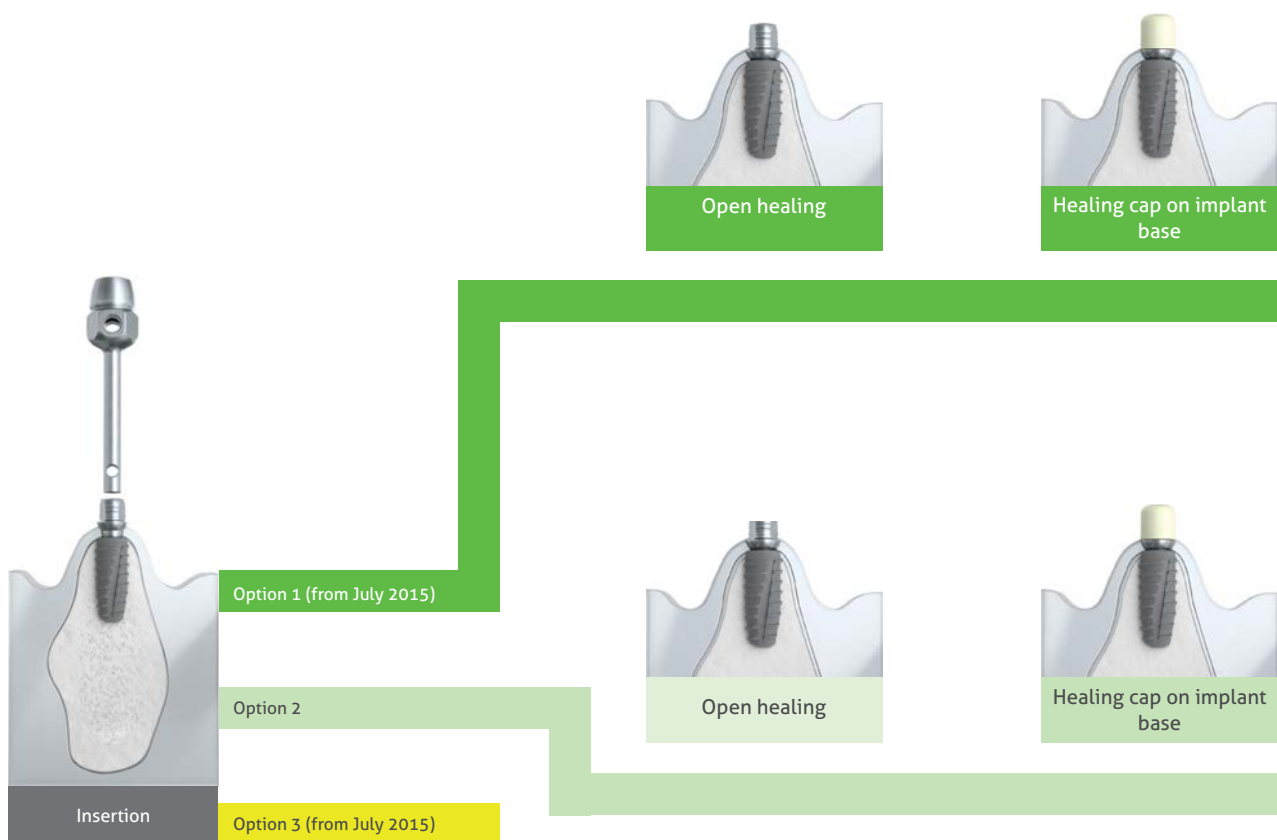 Open healing
Healing cap on implant
base
Option 1 (from July 2015)
Option 2
Open healing
Healing cap on implant
base
Insertion
Option 3 (from July 2015)